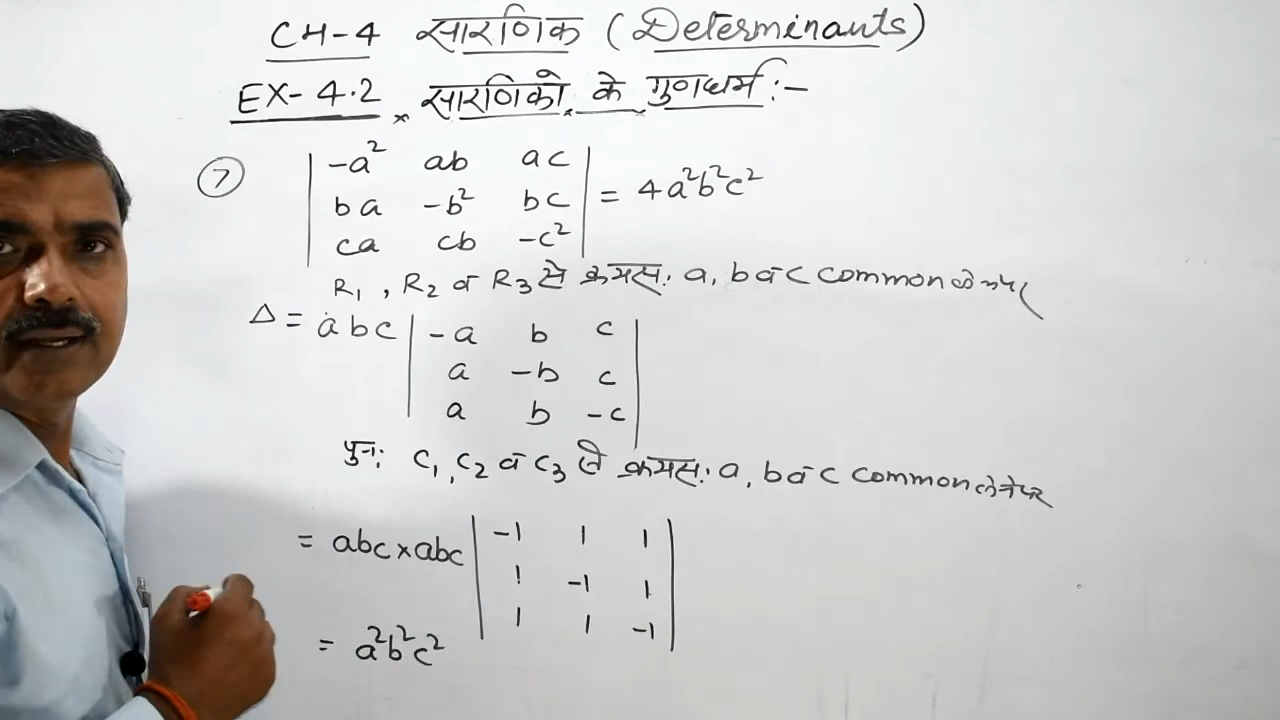 CH-4 सारणिक (Determinants)
EX-4.2 सारणिको के गुणधर्म:-
⑦ | -a² ab ac | = 4a²b²c²
| ba -b² bc |
| ca cb -c² |
R₁, R₂ व R₃ से क्रमस: a, b व c common लेने पर
△ = abc | -a b c |
| a -b c |
| a b -c |
पुन: C₁, C₂ व C₃ से क्रमस: a, b व c common लेने पर
= abc×abc | -1 1 1 |
| 1 -1 1 |
| 1 1 -1 |
= a²b²c²